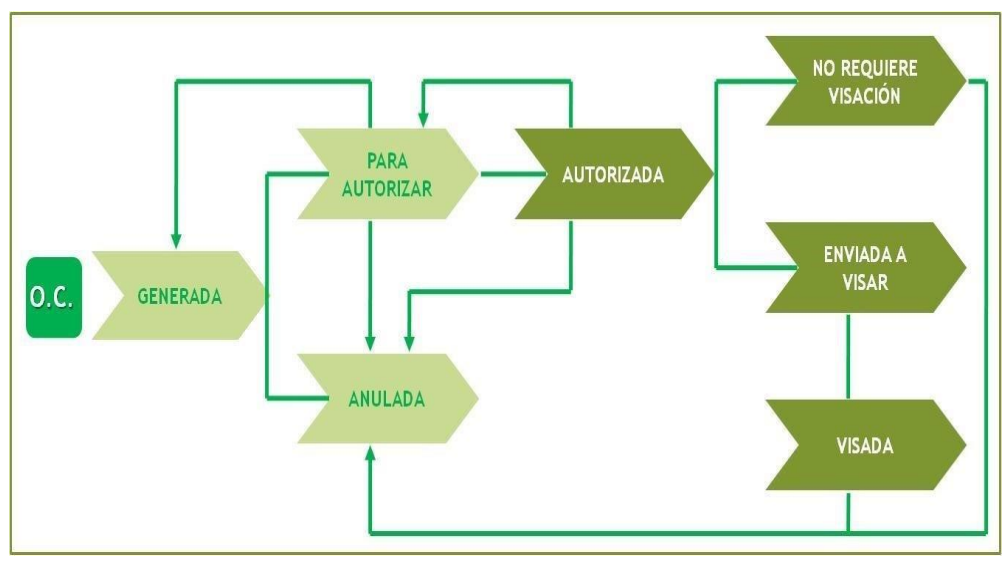 O.C.
GENERADA
PARA
AUTORIZAR
ANULADA
AUTORIZADA
NO REQUIERE
VISACIÓN
ENVIADA A
VISAR
VISADA